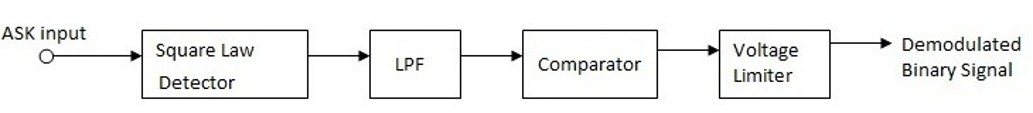 ASK input
Square Law
Detector
LPF
Comparator
Voltage
Limiter
Demodulated
Binary Signal